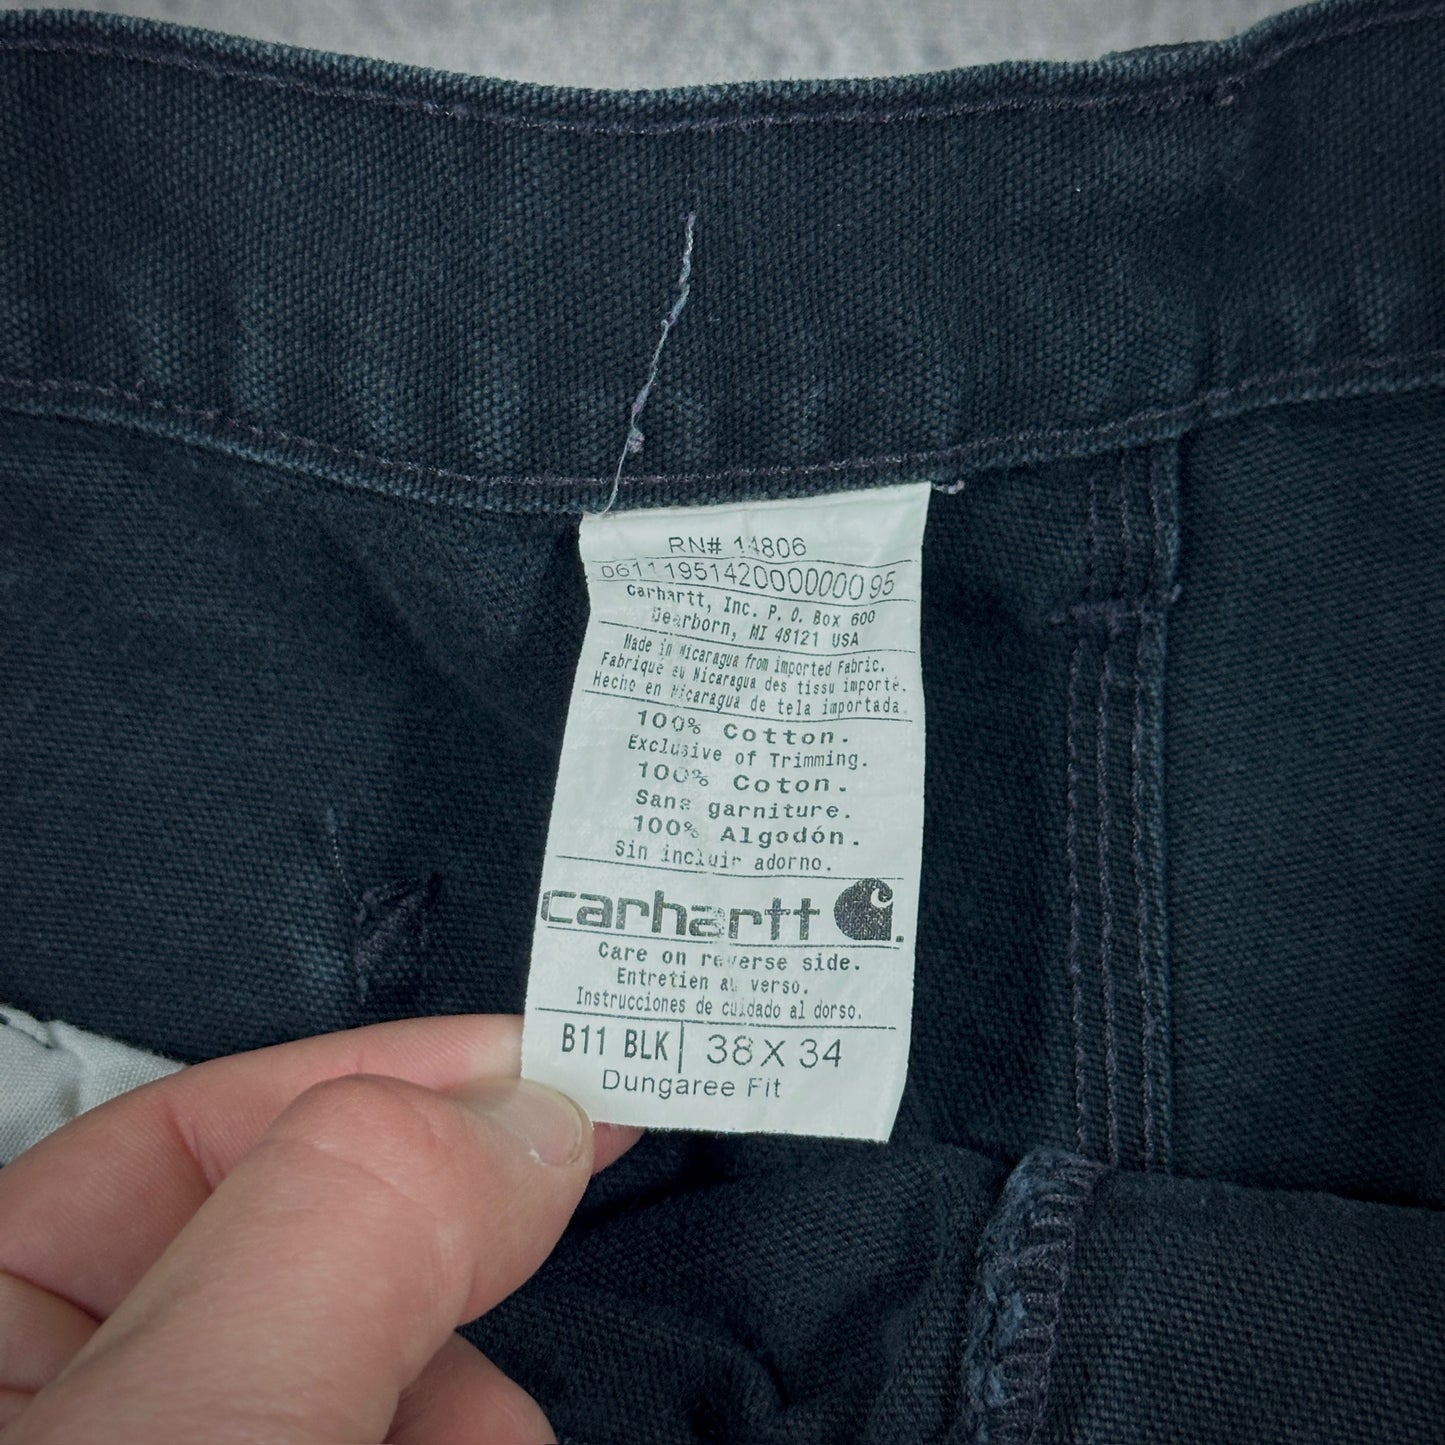 RN# 14806
06111951420000000095
Carhartt, Inc. P. O. Box 600
Dearborn, MI 48121 USA
Made in Nicaragua from imported Fabric.
Fabriqué au Nicaragua des tissu importé.
Hecho en Nicaragua de tela importada.
100% Cotton.
Exclusive of Trimming.
100% Coton.
Sans garniture.
100% Algodón.
Sin incluir adorno.
carhartt
Care on reverse side.
Entretien au verso.
Instrucciones de cuidado al dorso.
B11 BLK 38 X 34
Dungaree Fit